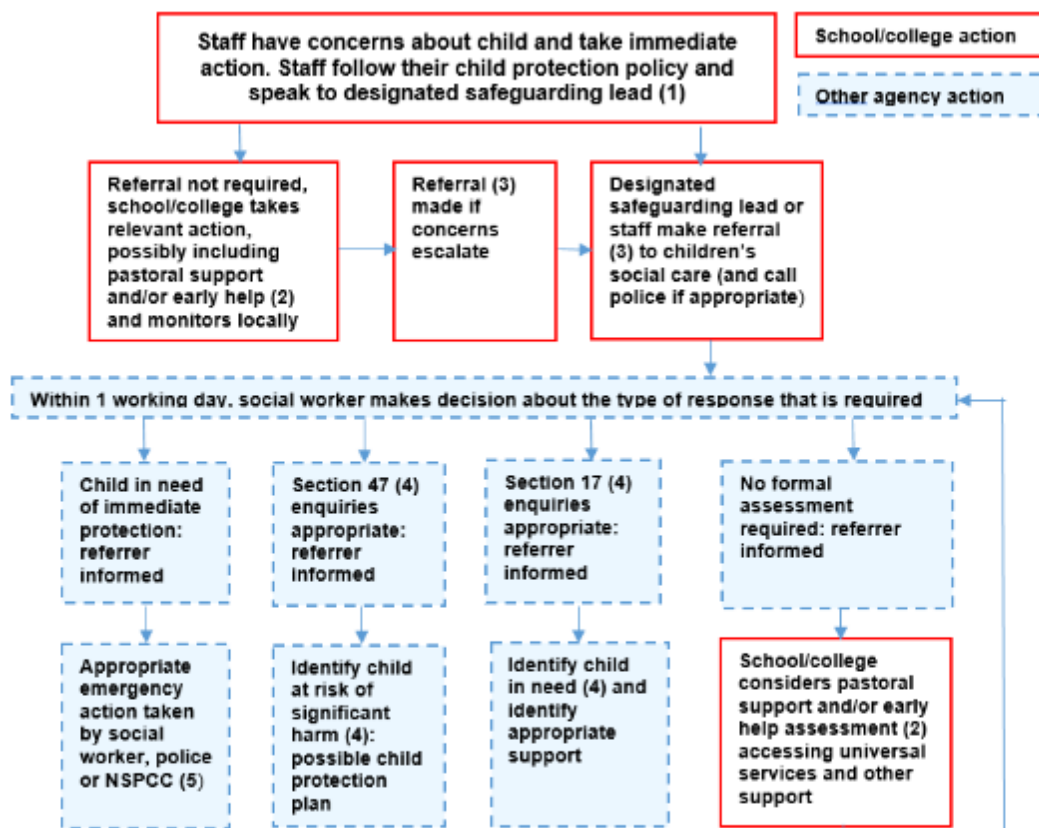 Staff have concerns about child and take immediate
action. Staff follow their child protection policy and
speak to designated safeguarding lead (1)
School/college action
Other agency action
Referral not required,
school/college takes
relevant action,
possibly including
pastoral support
and/or early help (2)
and monitors locally
Referral (3)
made if
concerns
escalate
Designated
safeguarding lead or
staff make referral
(3) to children's
social care (and call
police if appropriate)
Within 1 working day, social worker makes decision about the type of response that is required
Child in need
of immediate
protection:
referrer
informed
Section 47 (4)
enquiries
appropriate:
referrer
informed
Section 17 (4)
enquiries
appropriate:
referrer
informed
No formal
assessment
required: referrer
informed
Appropriate
emergency
action taken
by social
worker, police
or NSPCC (5)
Identify child
at risk of
significant
harm (4):
possible child
protection
plan
Identify child
in need (4) and
identify
appropriate
support
School/college
considers pastoral
support and/or early
help assessment (2)
accessing universal
services and other
support